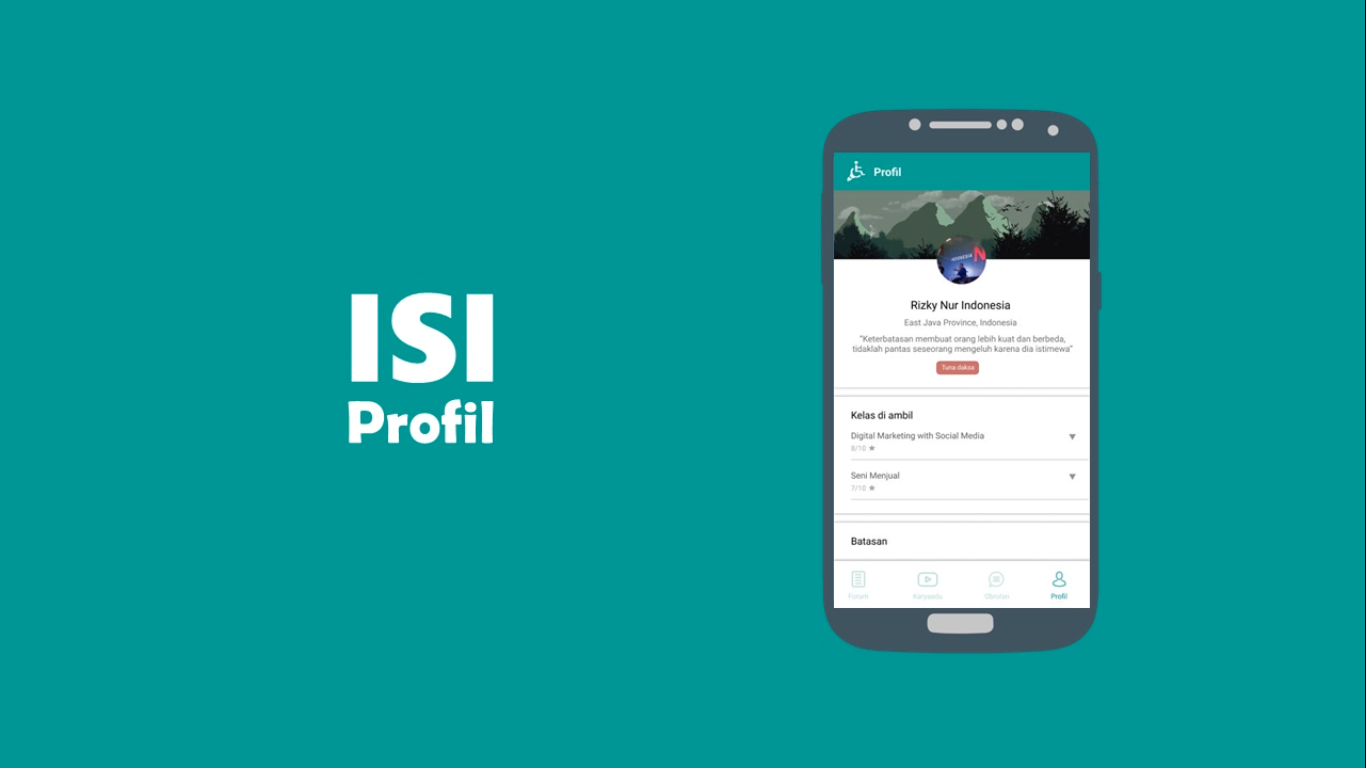 ISI
Profil
Profil
INDONESIA N
Rizky Nur Indonesia
East Java Province, Indonesia
"Keterbatasan membuat orang lebih kuat dan berbeda,
tidaklah pantas seseorang mengeluh karena dia istimewa"
Tuna daksa
Kelas di ambil
Digital Marketing with Social Media
8/10 ★
Seni Menjual
7/10 ★
Batasan
Forum
Karyaadu
Obrolan
Profil